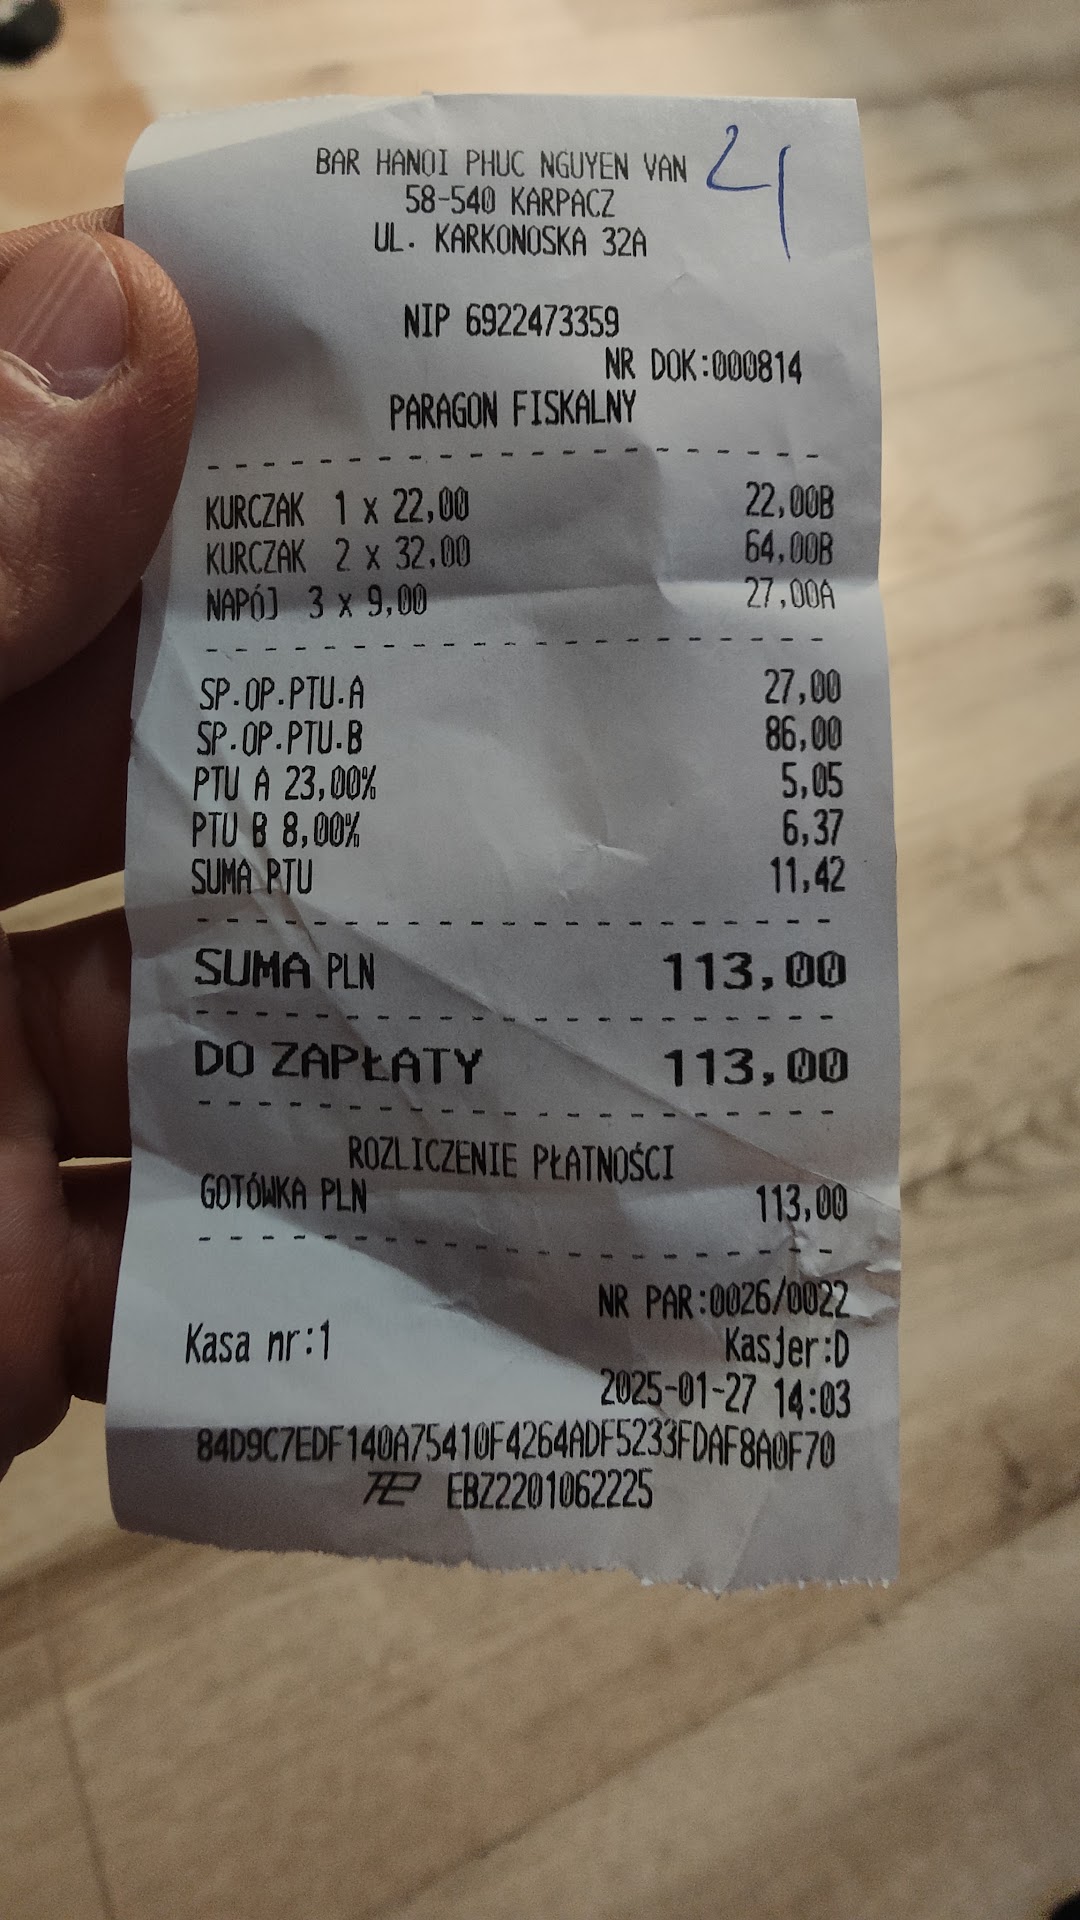 BAR HANOI PHUC NGUYEN VAN 21
58-540 KARPACZ
UL. KARKONOSKA 32A
NIP 6922473359
NR DOK:000814
PARAGON FISKALNY
KURCZAK 1 x 22,00 22,00B
KURCZAK 2 x 32,00 64,00B
NAPÓJ 3 x 9,00 27,00A
SP.OP.PTU.A 27,00
SP.OP.PTU.B 86,00
PTU A 23,00% 5,05
PTU B 8,00% 6,37
SUMA PTU 11,42
SUMA PLN 113,00
DO ZAPŁATY 113,00
ROZLICZENIE PŁATNOŚCI
GOTÓWKA PLN 113,00
NR PAR:0026/0022
Kasa nr:1 Kasjer:D
2025-01-27 14:03
84D9C7EDF140A75410F4264ADF5233FDAF8A0F70
EBZ2201062225